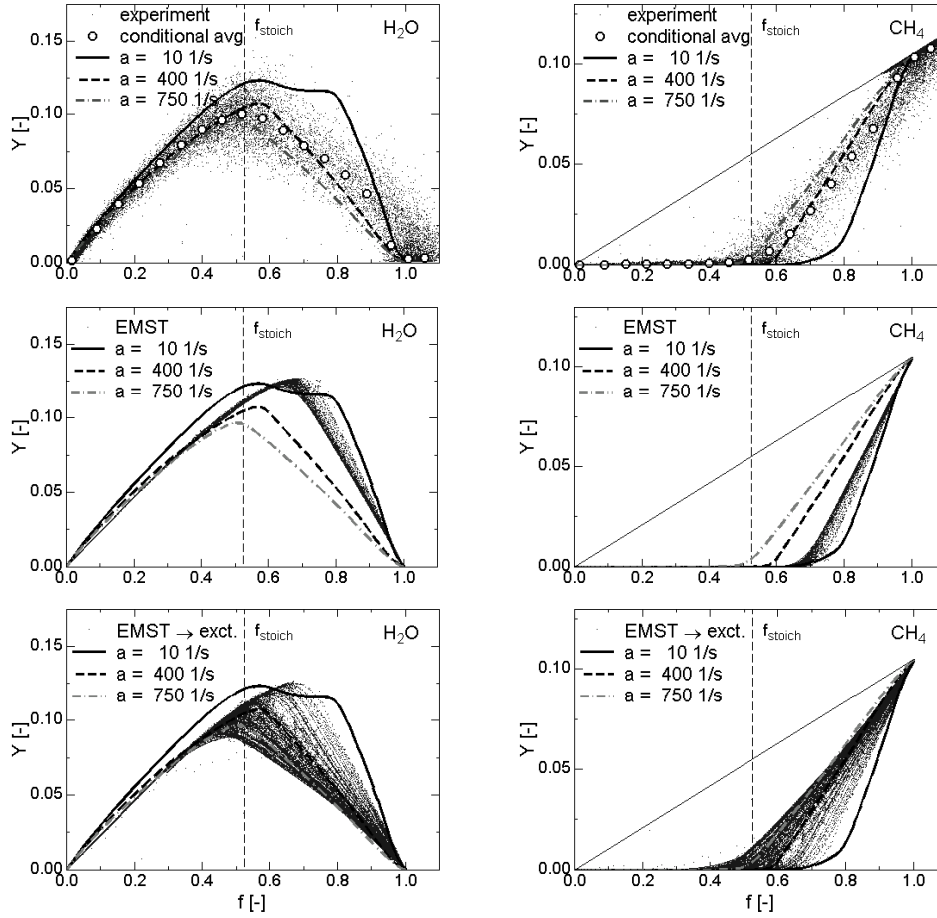 0.15
0.10
0.05
0.00
Y [-]
experiment
conditional avg
a = 10 1/s
a = 400 1/s
a = 750 1/s
f_stoich
H₂O
0.0 0.2 0.4 0.6 0.8 1.0
0.10
0.05
0.00
Y [-]
experiment
conditional avg
a = 10 1/s
a = 400 1/s
a = 750 1/s
f_stoich
CH₄
0.0 0.2 0.4 0.6 0.8 1.0
0.15
0.10
0.05
0.00
Y [-]
EMST
a = 10 1/s
a = 400 1/s
a = 750 1/s
f_stoich
H₂O
0.0 0.2 0.4 0.6 0.8 1.0
0.10
0.05
0.00
Y [-]
EMST
a = 10 1/s
a = 400 1/s
a = 750 1/s
f_stoich
CH₄
0.0 0.2 0.4 0.6 0.8 1.0
0.15
0.10
0.05
0.00
Y [-]
EMST → exct.
a = 10 1/s
a = 400 1/s
a = 750 1/s
f_stoich
H₂O
0.0 0.2 0.4 0.6 0.8 1.0
f [-]
0.10
0.05
0.00
Y [-]
EMST → exct.
a = 10 1/s
a = 400 1/s
a = 750 1/s
f_stoich
CH₄
0.0 0.2 0.4 0.6 0.8 1.0
f [-]